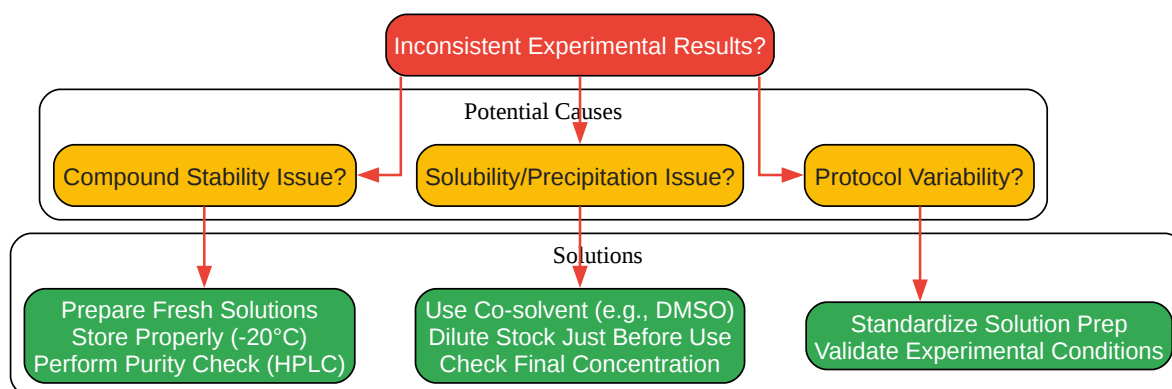 Inconsistent Experimental Results?
Potential Causes
Compound Stability Issue?
Solubility/Precipitation Issue?
Protocol Variability?
Solutions
Prepare Fresh Solutions
Store Properly (-20°C)
Perform Purity Check (HPLC)
Use Co-solvent (e.g., DMSO)
Dilute Stock Just Before Use
Check Final Concentration
Standardize Solution Prep
Validate Experimental Conditions